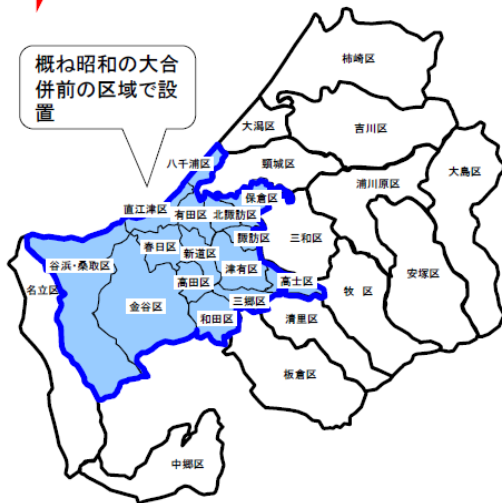 概ね昭和の大合
併前の区域で設
置
柿崎区
大潟区
吉川区
八千浦区
頸城区
大島区
浦川原区
保倉区
直江津区
有田区
北諏訪区
諏訪区
三和区
春日区
新道区
谷浜・桑取区
津有区
安塚区
名立区
高田区
高士区
牧 区
金谷区
三郷区
和田区
清里区
板倉区
中郷区